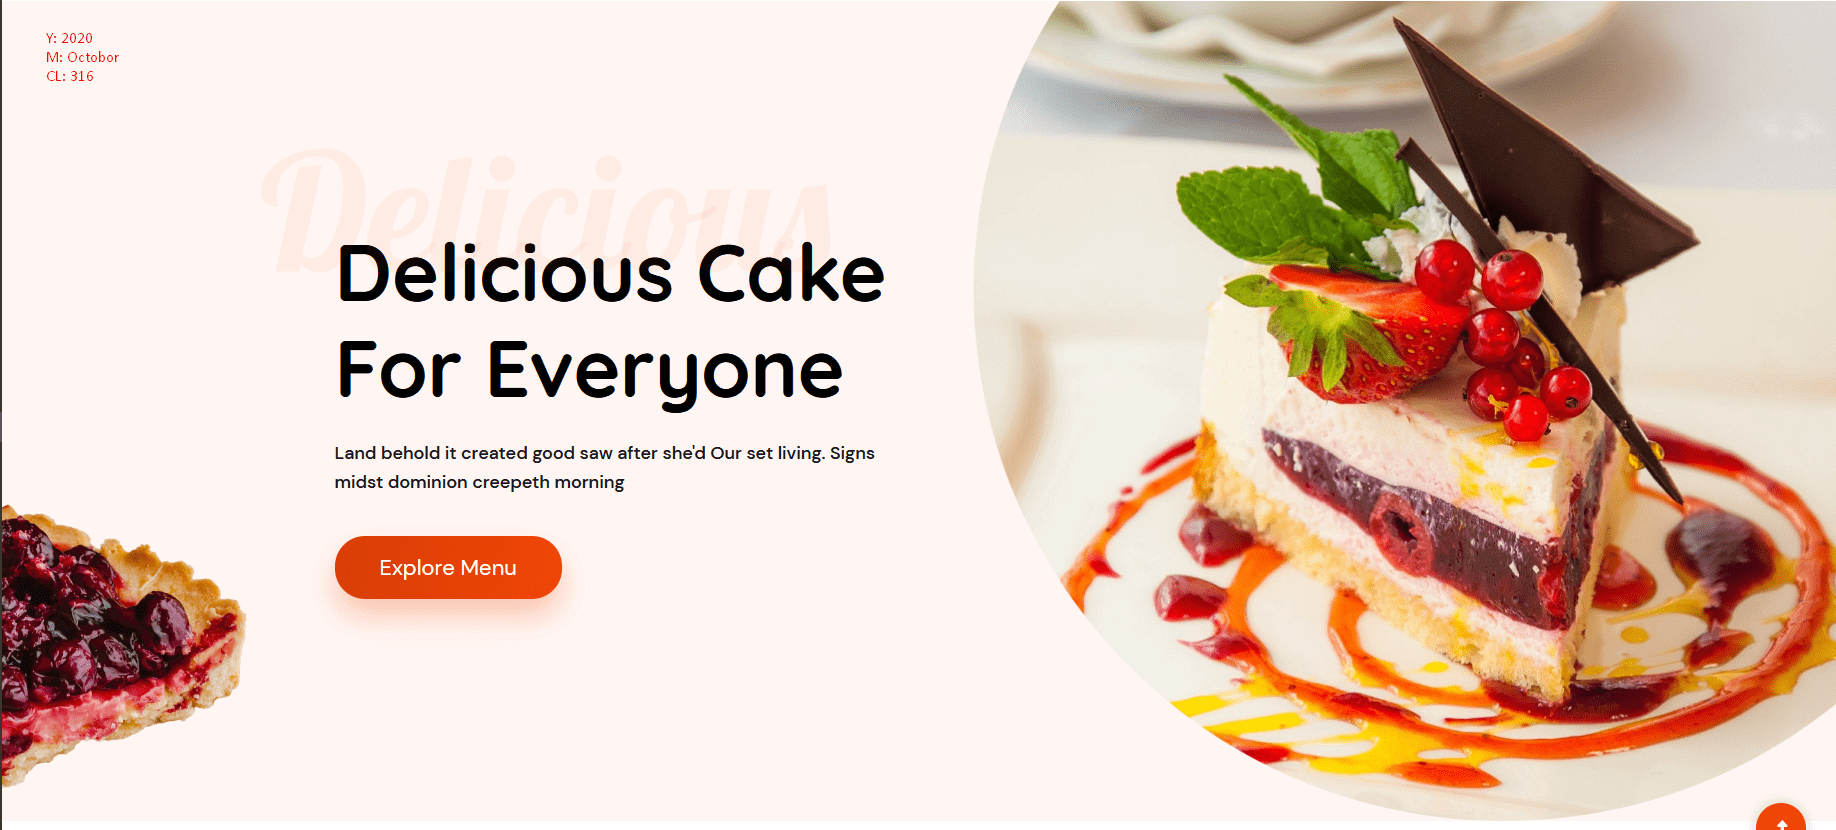 Y: 2020
M: Octobor
CL: 316
Delicious
Delicious Cake
For Everyone
Land behold it created good saw after she'd Our set living. Signs
midst dominion creepeth morning
Explore Menu